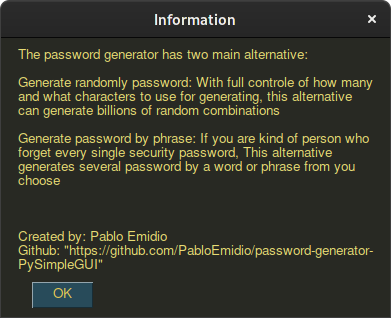 Information
The password generator has two main alternative:
Generate randomly password: With full controle of how many
and what characters to use for generating, this alternative
can generate billions of random combinations
Generate password by phrase: If you are kind of person who
forget every single security password, This alternative
generates several password by a word or phrase from you
choose
Created by: Pablo Emidio
Github: "https://github.com/PabloEmidio/password-generator-
PySimpleGUI"
OK